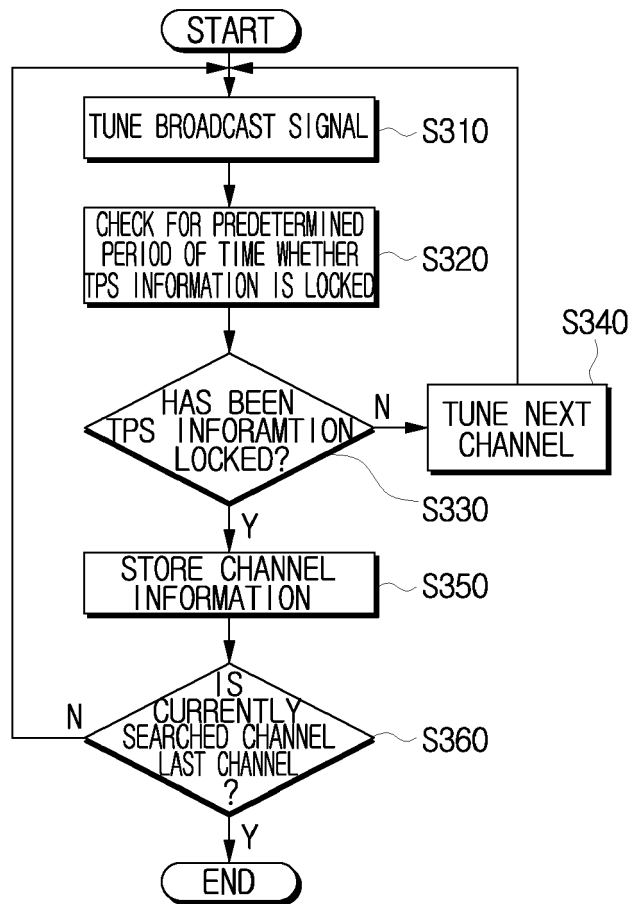 START
TUNE BROADCAST SIGNAL
S310
CHECK FOR PREDETERMINED
PERIOD OF TIME WHETHER
TPS INFORMATION IS LOCKED
S320
S340
HAS BEEN
TPS INFORAMTION
LOCKED?
N
TUNE NEXT
CHANNEL
S330
Y
STORE CHANNEL
INFORMATION
S350
IS
CURRENTLY
SEARCHED CHANNEL
LAST CHANNEL
?
N
S360
Y
END